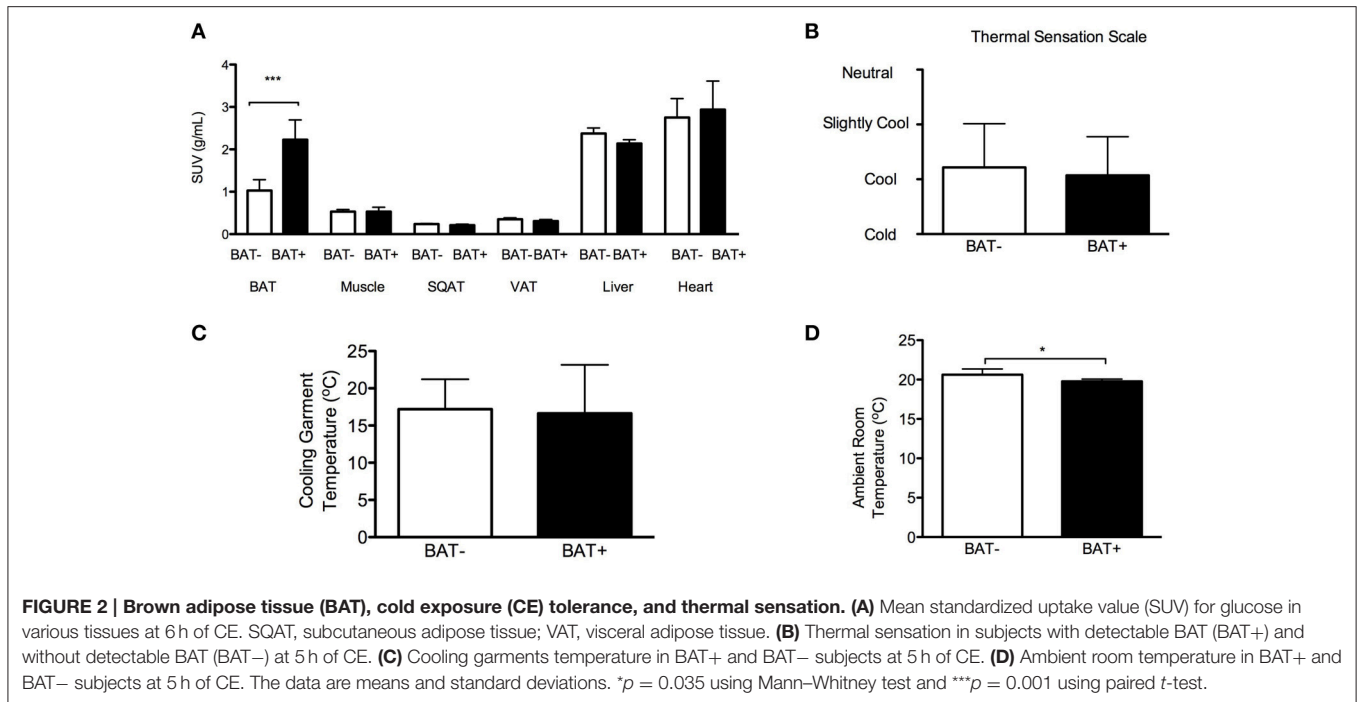 A
SUV (g/mL)
4
3
2
1
0
***
BAT- BAT+ BAT- BAT+ BAT- BAT+ BAT- BAT+ BAT- BAT+ BAT- BAT+
BAT Muscle SQAT VAT Liver Heart
B
Thermal Sensation Scale
Neutral
Slightly Cool
Cool
Cold
BAT- BAT+
C
Cooling Garment
Temperature (ºC)
25
20
15
10
5
0
BAT- BAT+
D
Ambient Room
Temperature (ºC)
25
20
15
10
5
0
*
BAT- BAT+
FIGURE 2 | Brown adipose tissue (BAT), cold exposure (CE) tolerance, and thermal sensation. (A) Mean standardized uptake value (SUV) for glucose in
various tissues at 6 h of CE. SQAT, subcutaneous adipose tissue; VAT, visceral adipose tissue. (B) Thermal sensation in subjects with detectable BAT (BAT+) and
without detectable BAT (BAT−) at 5 h of CE. (C) Cooling garments temperature in BAT+ and BAT− subjects at 5 h of CE. (D) Ambient room temperature in BAT+ and
BAT− subjects at 5 h of CE. The data are means and standard deviations. *p = 0.035 using Mann–Whitney test and ***p = 0.001 using paired t-test.